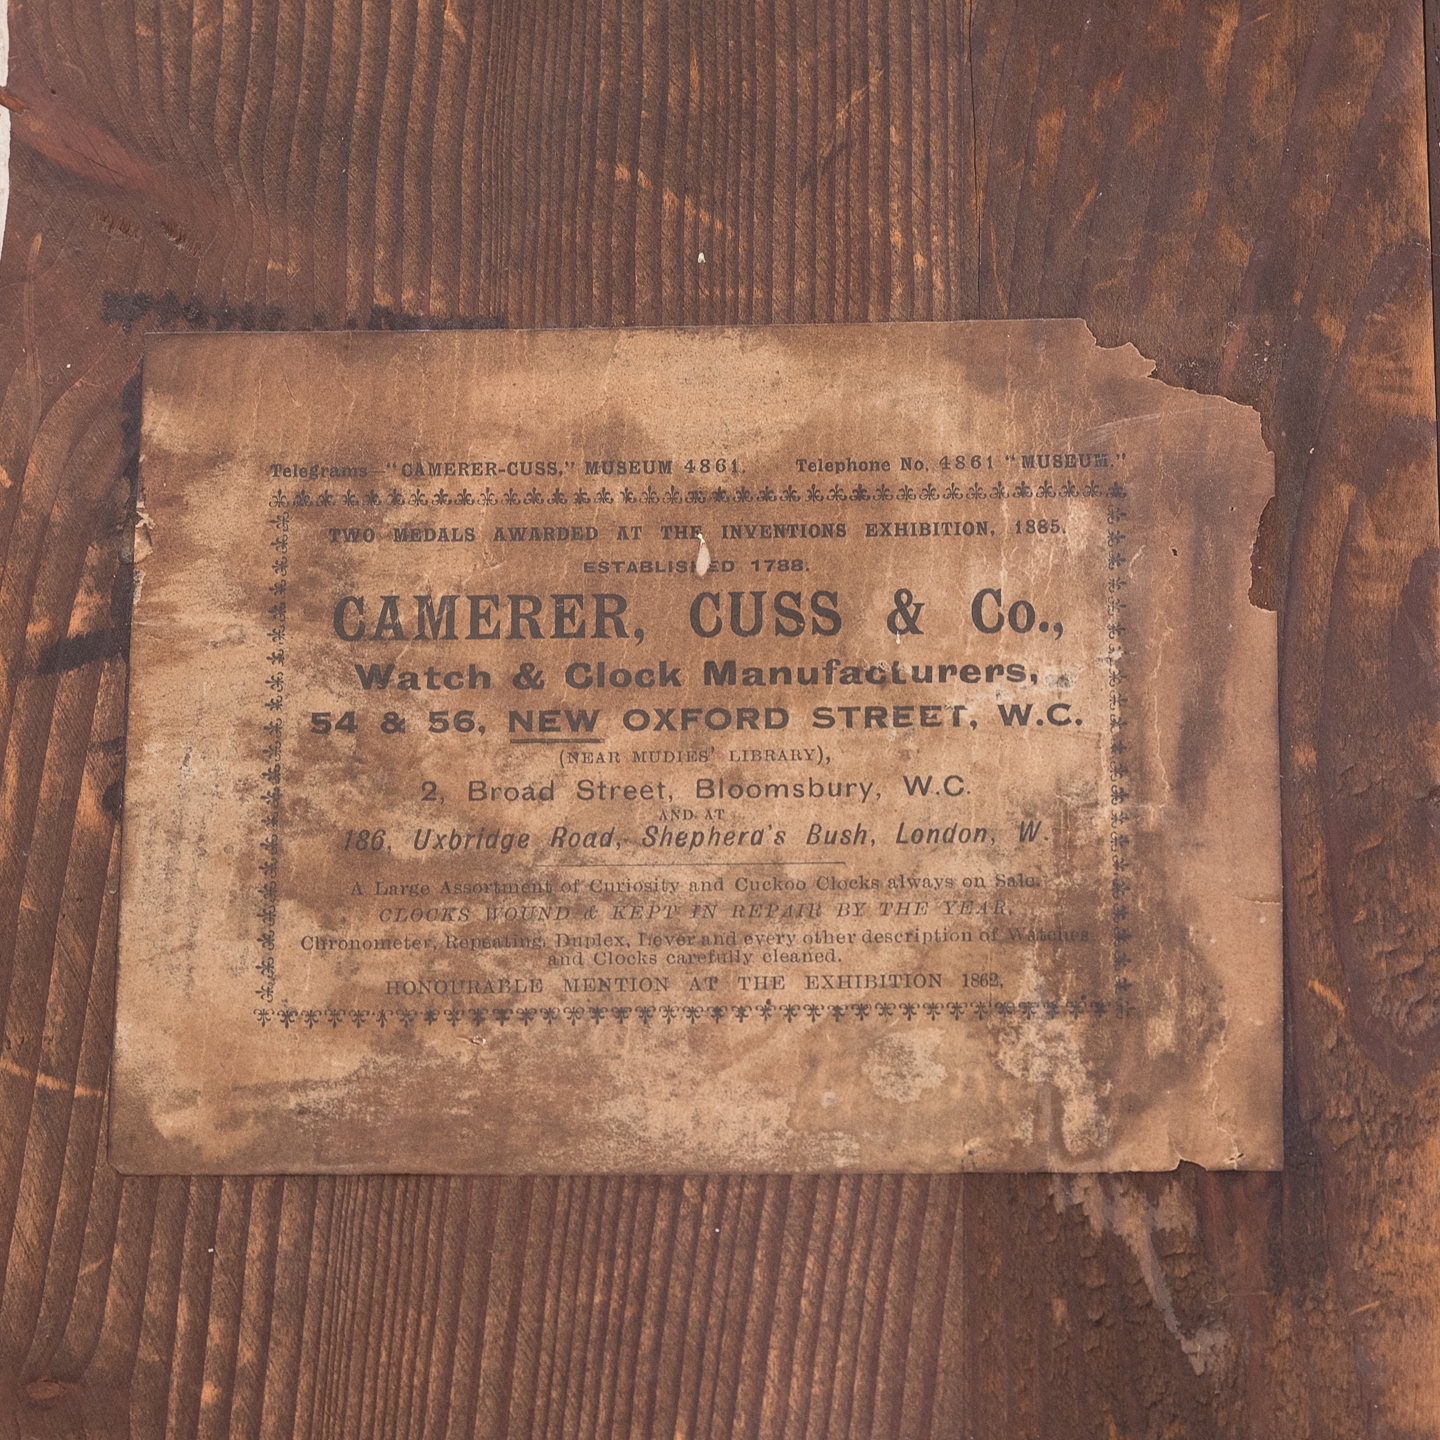 Telegrams—"CAMERER-CUSS," MUSEUM 4861. Telephone No. 4861 "MUSEUM."
TWO MEDALS AWARDED AT THE INVENTIONS EXHIBITION, 1885.
ESTABLISHED 1788.
CAMERER, CUSS & Co.,
Watch & Clock Manufacturers,
54 & 56, NEW OXFORD STREET, W.C.
(NEAR MUDIES' LIBRARY),
2, Broad Street, Bloomsbury, W.C.
AND AT
186, Uxbridge Road, Shepherd's Bush, London, W.
A Large Assortment of Curiosity and Cuckoo Clocks always on Sale.
CLOCKS WOUND & KEPT IN REPAIR BY THE YEAR.
Chronometer, Repeating, Duplex, Lever and every other description of Watches
and Clocks carefully cleaned.
HONOURABLE MENTION AT THE EXHIBITION 1862.